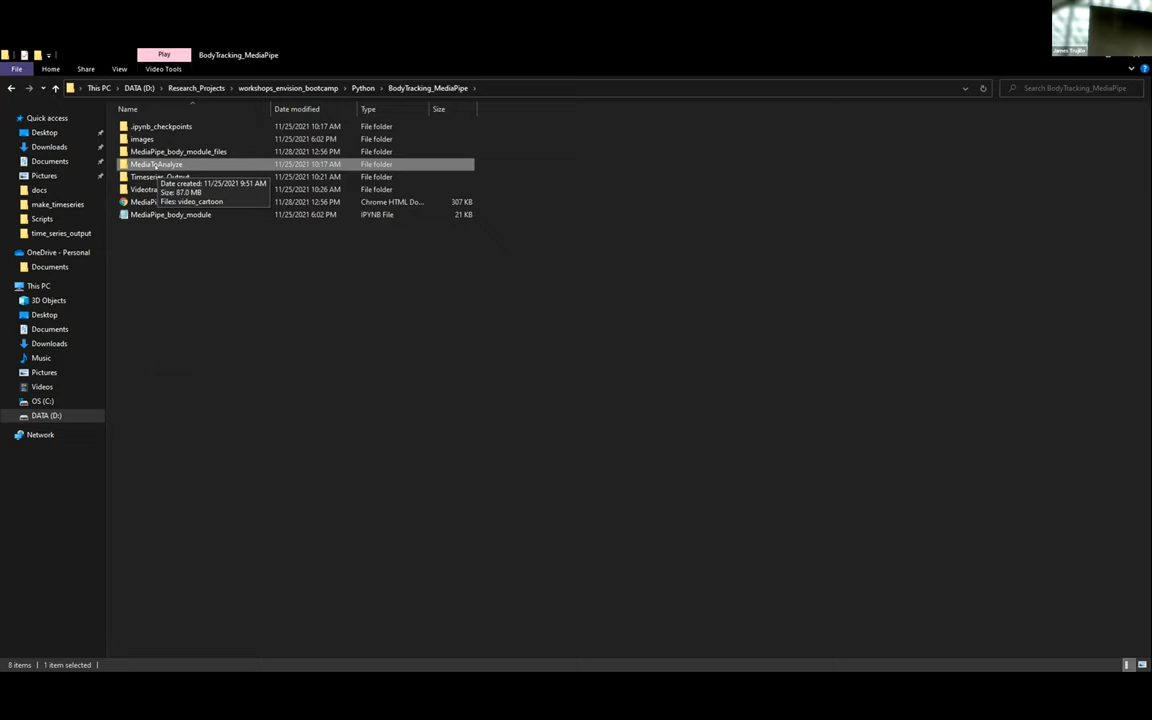 James Trujillo
Play
BodyTracking_MediaPipe
File
Home
Share
View
Video Tools
This PC
DATA (D:)
Research_Projects
workshops_envision_bootcamp
Python
BodyTracking_MediaPipe
Search BodyTracking_MediaPipe
Name
Date modified
Type
Size
Quick access
Desktop
Downloads
Documents
Pictures
docs
make_timeseries
Scripts
time_series_output
OneDrive - Personal
Documents
This PC
3D Objects
Desktop
Documents
Downloads
Music
Pictures
Videos
OS (C:)
DATA (D:)
Network
.ipynb_checkpoints 11/25/2021 10:17 AM File folder
images 11/25/2021 6:02 PM File folder
MediaPipe_body_module_files 11/28/2021 12:56 PM File folder
MediaToAnalyze 11/25/2021 10:17 AM File folder
Timeseries_Output 11/25/2021 10:21 AM File folder
Videotra 11/25/2021 10:26 AM File folder
MediaPi 11/28/2021 12:56 PM Chrome HTML Do... 307 KB
MediaPipe_body_module 11/25/2021 6:02 PM IPYNB File 21 KB
Date created: 11/25/2021 9:51 AM
Size: 87.0 MB
Files: video_cartoon
8 items
1 item selected